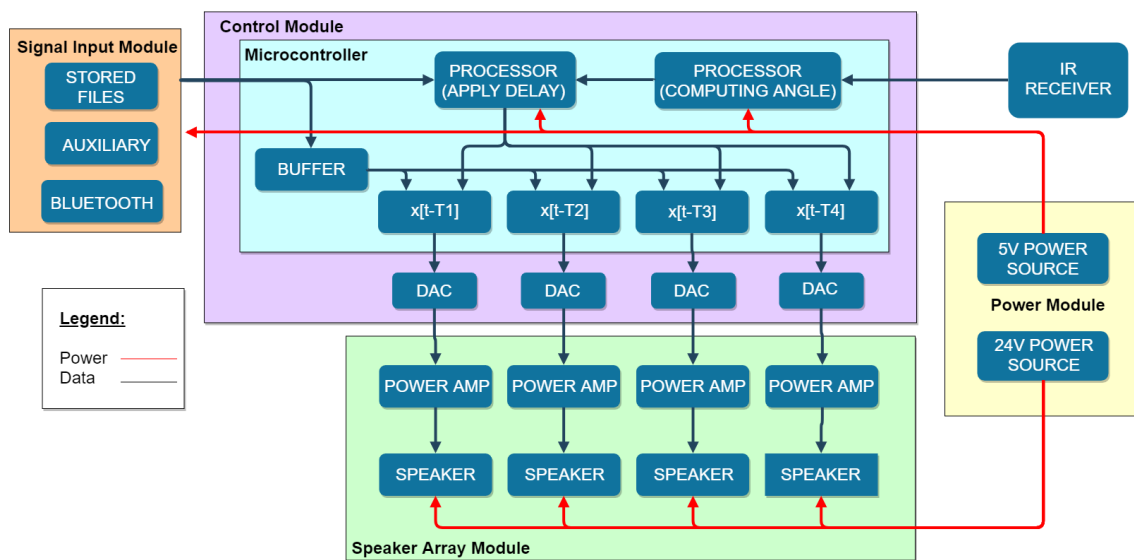 Control Module
Signal Input Module
Microcontroller
STORED
FILES
AUXILIARY
BLUETOOTH
PROCESSOR
(APPLY DELAY)
PROCESSOR
(COMPUTING ANGLE)
IR
RECEIVER
BUFFER
x[t-T1]
x[t-T2]
x[t-T3]
x[t-T4]
DAC
DAC
DAC
DAC
5V POWER
SOURCE
Power Module
24V POWER
SOURCE
Legend:
Power
Data
POWER AMP
POWER AMP
POWER AMP
POWER AMP
SPEAKER
SPEAKER
SPEAKER
SPEAKER
Speaker Array Module